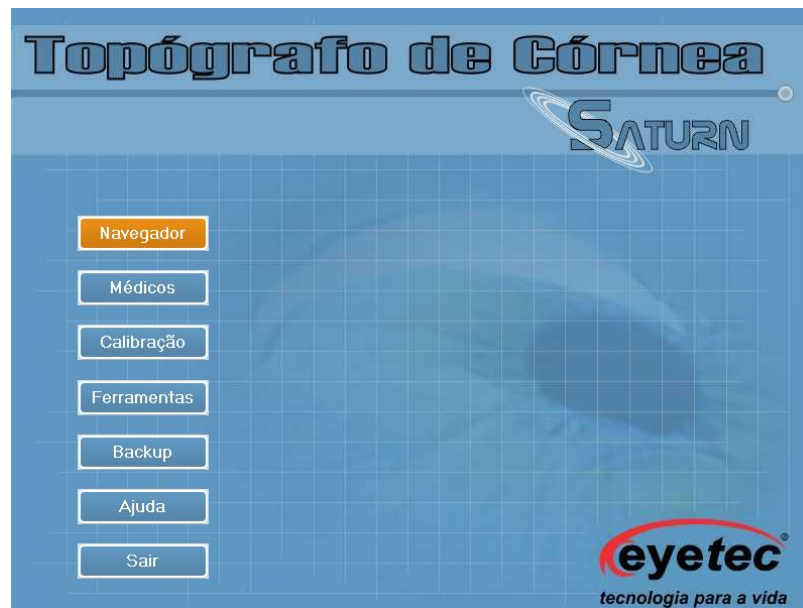 Topógrafo de Córnea
SATURN
Navegador
Médicos
Calibração
Ferramentas
Backup
Ajuda
Sair
eyetec®
tecnologia para a vida